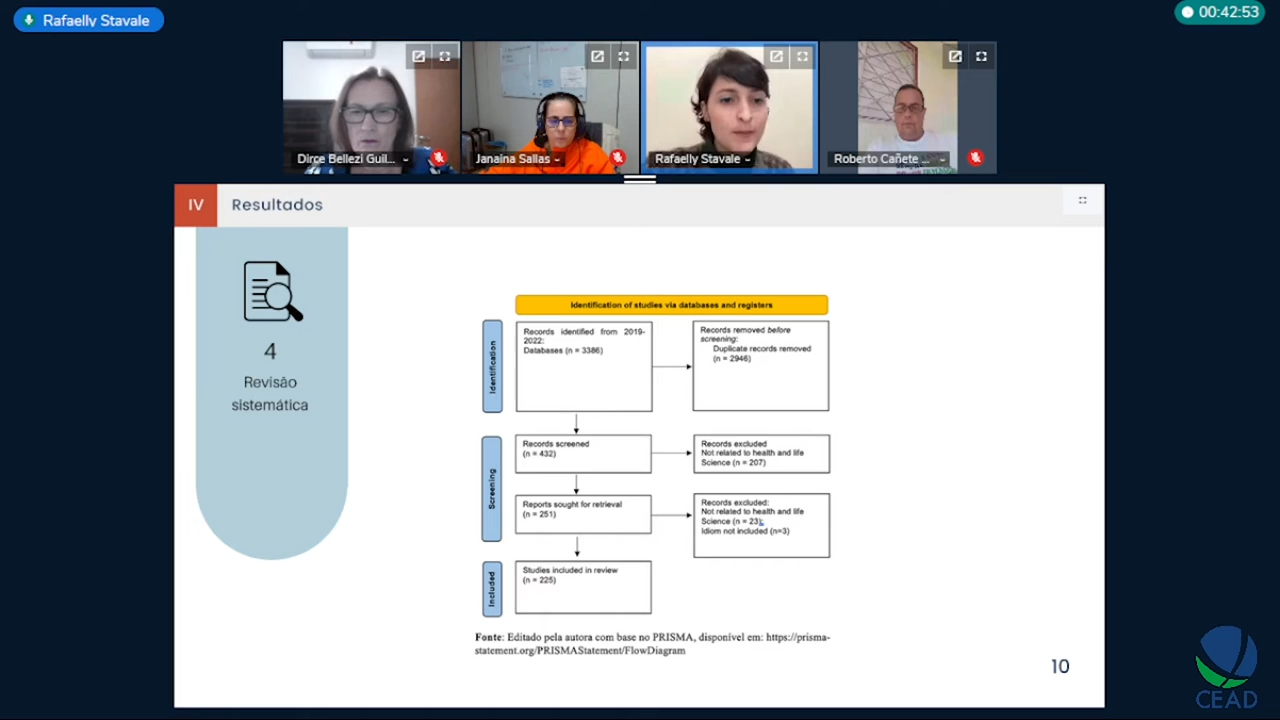 Rafaelly Stavale
00:42:53
Dirce Bellezi Guil...
Janaina Sallas
Rafaelly Stavale
Roberto Cañete ...
IV
Resultados
4
Revisão
sistemática
Identification of studies via databases and registers
Identification
Records identified from 2019-
2022:
Databases (n = 3386)
Records removed before
screening:
Duplicate records removed
(n = 2946)
Screening
Records screened
(n = 432)
Records excluded
Not related to health and life
Science (n = 207)
Reports sought for retrieval
(n = 251)
Records excluded:
Not related to health and life
Science (n = 23);
Idiom not included (n=3)
Included
Studies included in review
(n = 225)
Fonte: Editado pela autora com base no PRISMA, disponível em: https://prisma-
statement.org/PRISMAStatement/FlowDiagram
10
CEAD